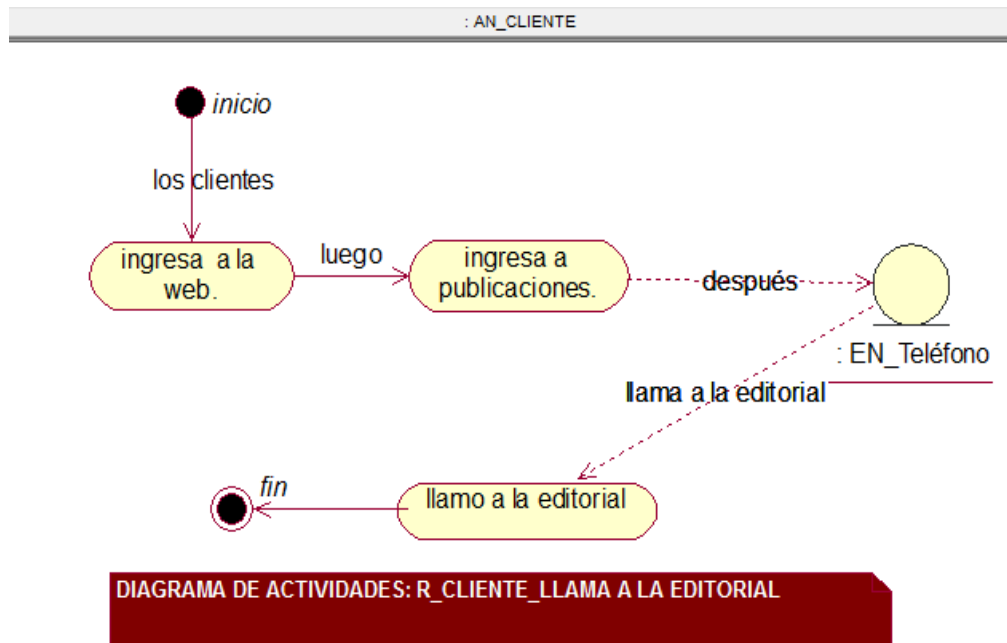 : AN_CLIENTE
inicio
los clientes
ingresa a la
web.
luego
ingresa a
publicaciones.
después
: EN_Teléfono
llama a la editorial
llamo a la editorial
fin
DIAGRAMA DE ACTIVIDADES: R_CLIENTE_LLAMA A LA EDITORIAL